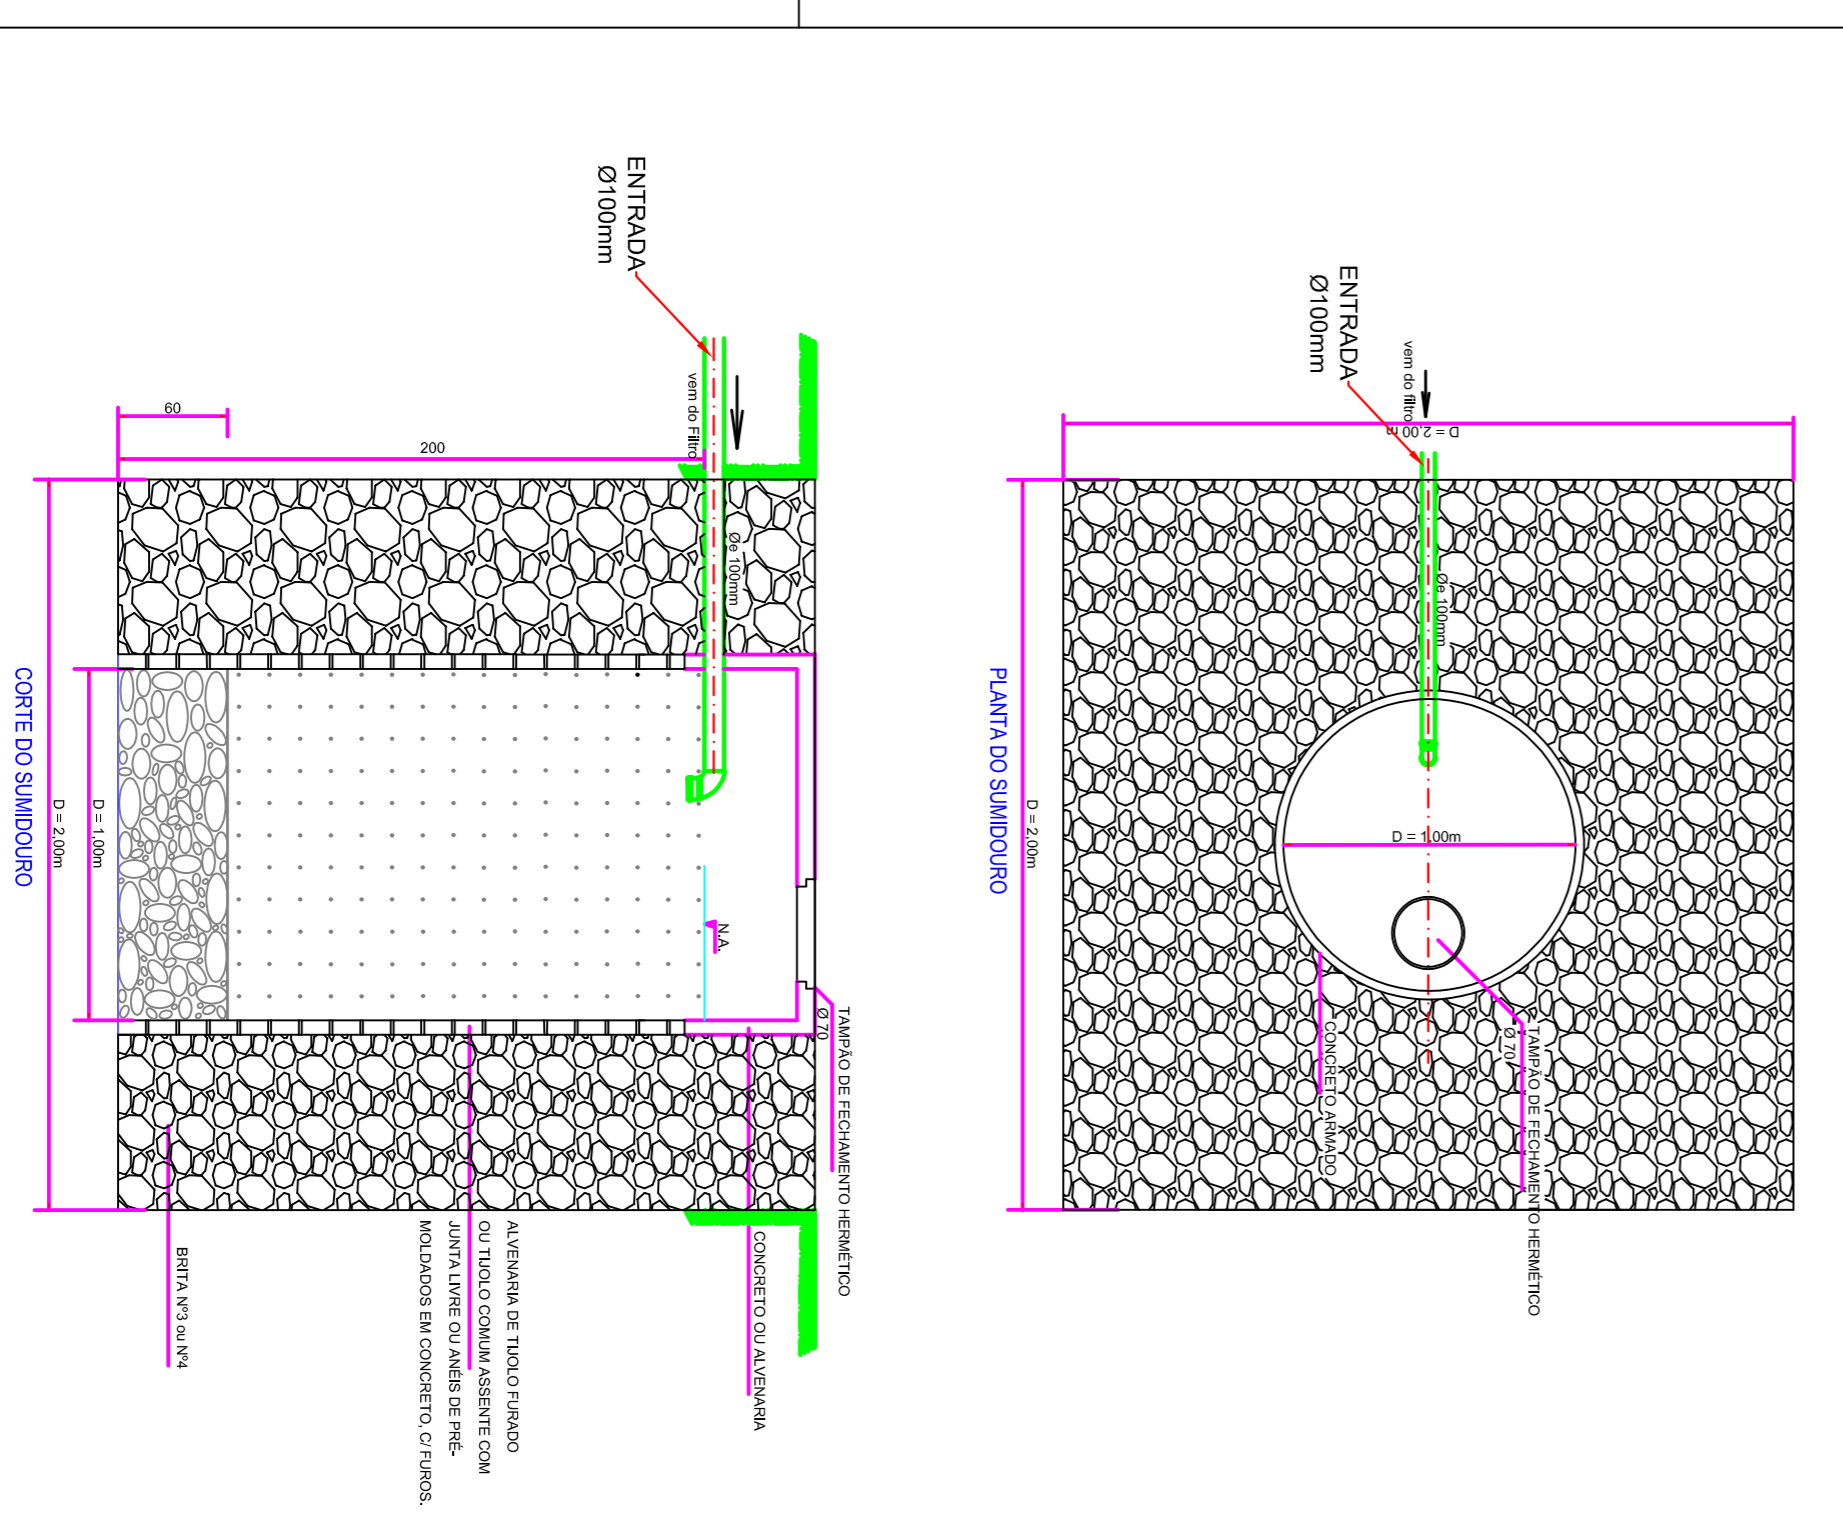 ENTRADA
Ø100mm
vem do filtro
D = 2,00 m
Øe 100mm
D = 1,00m
D = 2,00m
TAMPÃO DE FECHAMENTO HERMÉTICO
Ø 70
CONCRETO ARMADO
PLANTA DO SUMIDOURO
ENTRADA
Ø100mm
vem do Filtro
Øe 100mm
60
200
N.A.
TAMPÃO DE FECHAMENTO HERMÉTICO
Ø 70
CONCRETO OU ALVENARIA
ALVENARIA DE TIJOLO FURADO
OU TIJOLO COMUM ASSENTE COM
JUNTA LIVRE OU ANÉIS DE PRÉ-
MOLDADOS EM CONCRETO, C/ FUROS.
BRITA Nº3 ou Nº4
D = 1,00m
D = 2,00m
CORTE DO SUMIDOURO